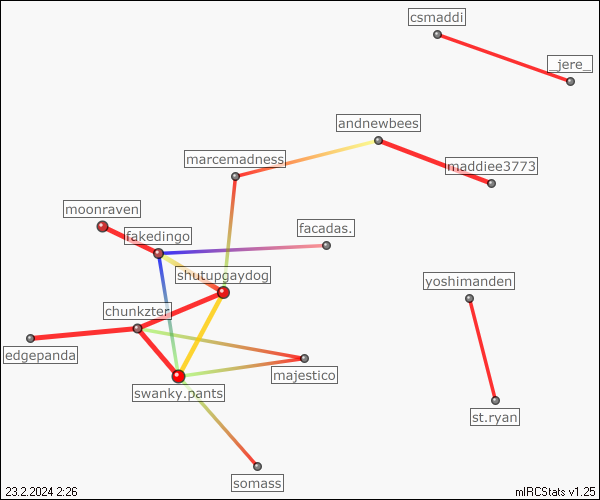 csmaddi
_jere_
andnewbees
marcemadness
maddiee3773
moonraven
facadas.
fakedingo
shutupgaydog
yoshimanden
chunkzter
edgepanda
majestico
swanky.pants
st.ryan
somass
23.2.2024 2:26
mIRCStats v1.25